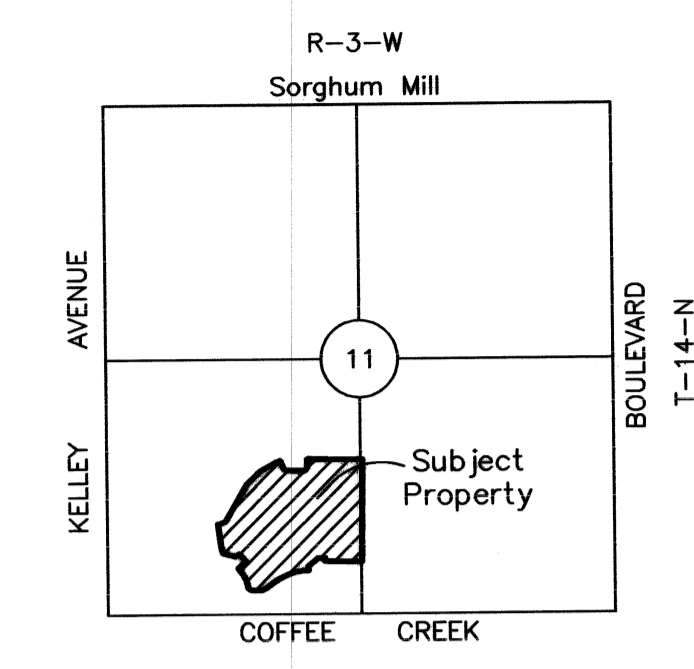 R-3-W
Sorghum Mill
KELLEY AVENUE
11
BOULEVARD
T-14-N
Subject
Property
COFFEE CREEK